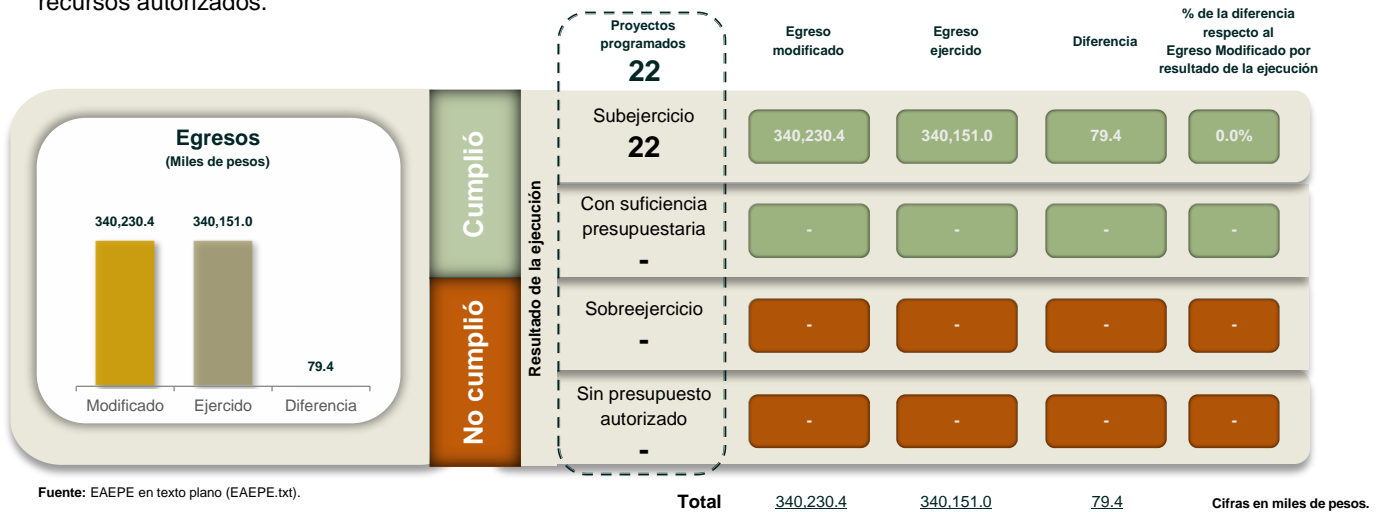 recursos autorizados.
Proyectos
programados
22
Egreso
modificado
Egreso
ejercido
Diferencia
% de la diferencia
respecto al
Egreso Modificado por
resultado de la ejecución
Egresos
(Miles de pesos)
340,230.4
340,151.0
79.4
Modificado
Ejercido
Diferencia
Cumplió
No cumplió
Resultado de la ejecución
Subejercicio
22
340,230.4
340,151.0
79.4
0.0%
Con suficiencia
presupuestaria
-
-
-
-
-
Sobreejercicio
-
-
-
-
-
Sin presupuesto
autorizado
-
-
-
-
-
Fuente: EAEPE en texto plano (EAEPE.txt).
Total 340,230.4 340,151.0 79.4 Cifras en miles de pesos.